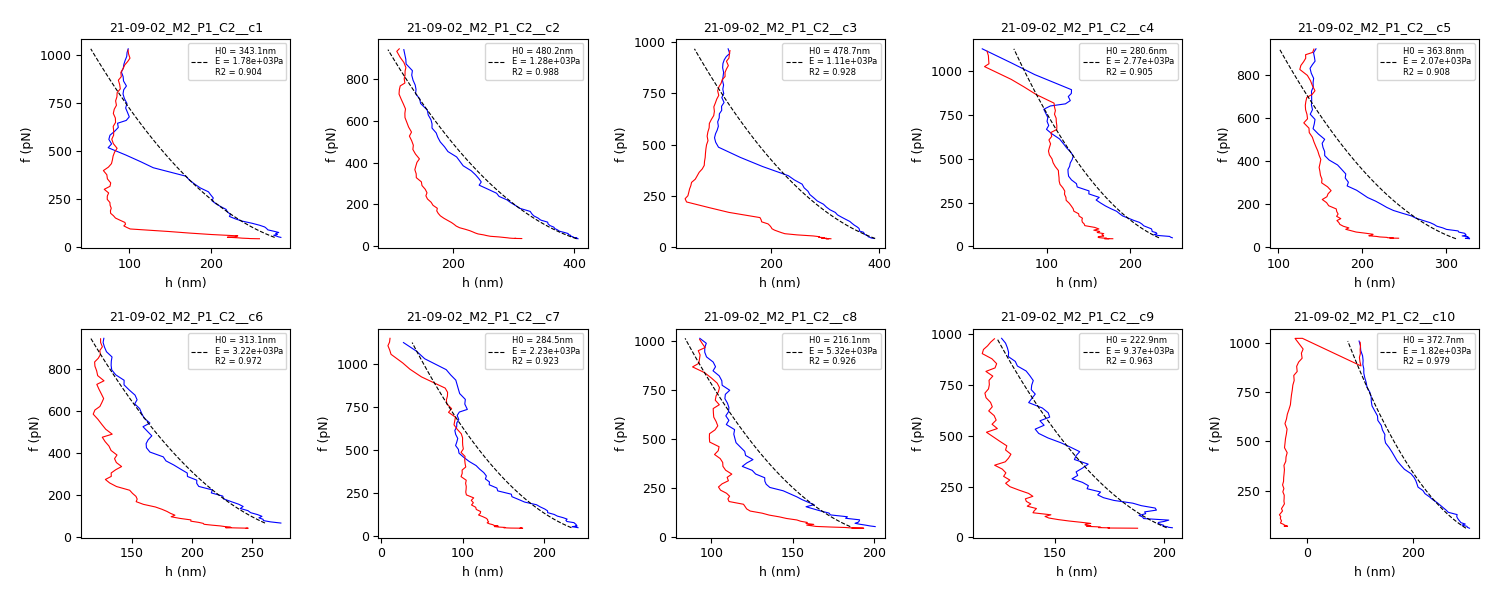 21-09-02_M2_P1_C2__c1
H0 = 343.1nm
E = 1.78e+03Pa
R2 = 0.904
1000
750
500
250
0
f (pN)
100
200
h (nm)
21-09-02_M2_P1_C2__c2
H0 = 480.2nm
E = 1.28e+03Pa
R2 = 0.988
800
600
400
200
0
f (pN)
200
400
h (nm)
21-09-02_M2_P1_C2__c3
H0 = 478.7nm
E = 1.11e+03Pa
R2 = 0.928
1000
750
500
250
0
f (pN)
200
400
h (nm)
21-09-02_M2_P1_C2__c4
H0 = 280.6nm
E = 2.77e+03Pa
R2 = 0.905
1000
750
500
250
0
f (pN)
100
200
h (nm)
21-09-02_M2_P1_C2__c5
H0 = 363.8nm
E = 2.07e+03Pa
R2 = 0.908
800
600
400
200
0
f (pN)
100
200
300
h (nm)
21-09-02_M2_P1_C2__c6
H0 = 313.1nm
E = 3.22e+03Pa
R2 = 0.972
800
600
400
200
0
f (pN)
150
200
250
h (nm)
21-09-02_M2_P1_C2__c7
H0 = 284.5nm
E = 2.23e+03Pa
R2 = 0.923
1000
750
500
250
0
f (pN)
0
100
200
h (nm)
21-09-02_M2_P1_C2__c8
H0 = 216.1nm
E = 5.32e+03Pa
R2 = 0.926
1000
750
500
250
0
f (pN)
100
150
200
h (nm)
21-09-02_M2_P1_C2__c9
H0 = 222.9nm
E = 9.37e+03Pa
R2 = 0.963
1000
750
500
250
0
f (pN)
150
200
h (nm)
21-09-02_M2_P1_C2__c10
H0 = 372.7nm
E = 1.82e+03Pa
R2 = 0.979
1000
750
500
250
f (pN)
0
200
h (nm)